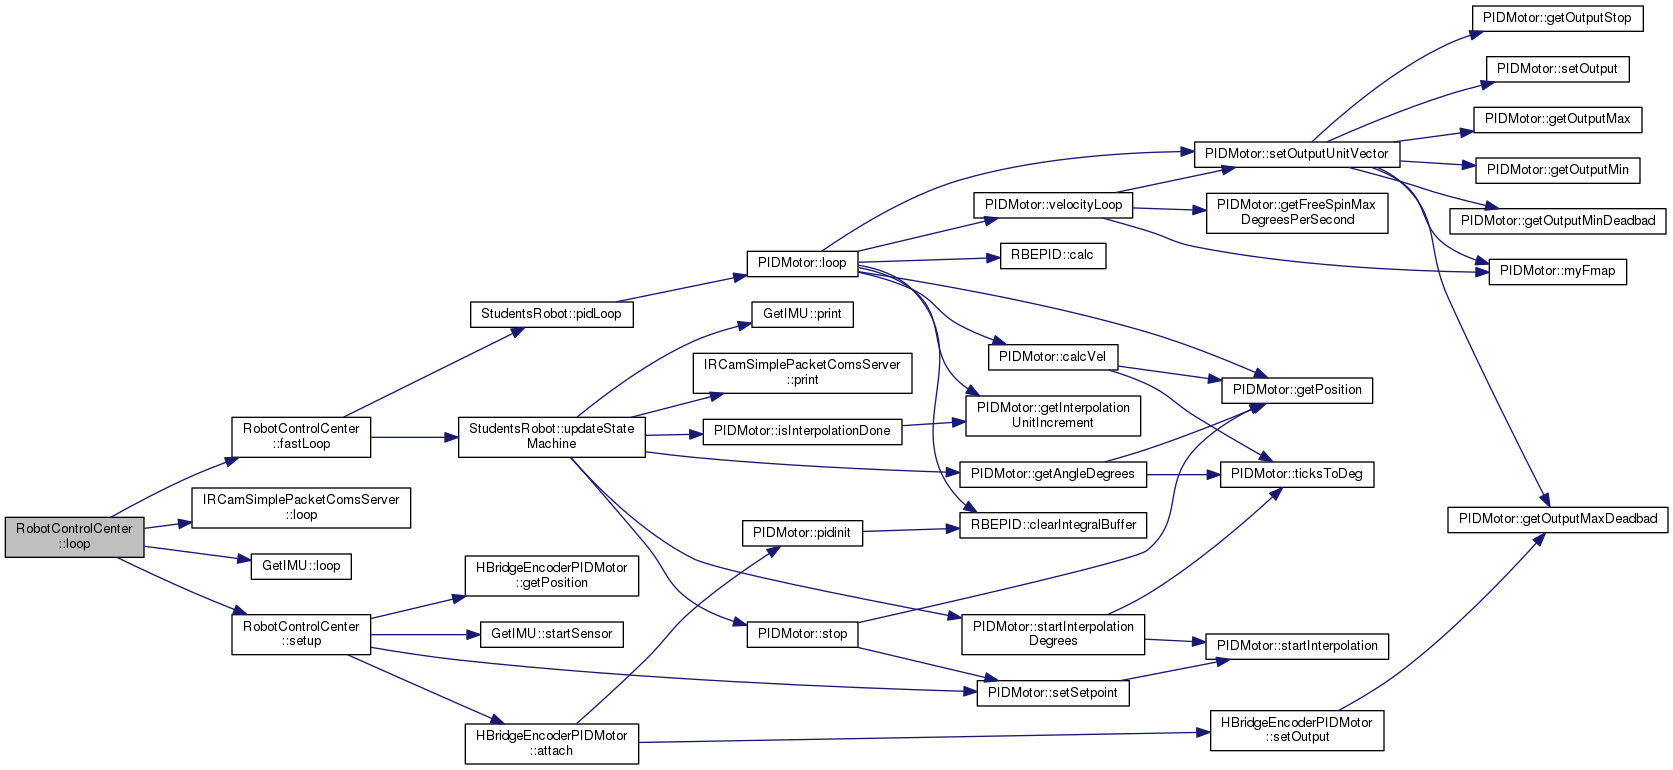 RobotControlCenter
::loop
RobotControlCenter
::fastLoop
IRCamSimplePacketComsServer
::loop
GetIMU::loop
RobotControlCenter
::setup
StudentsRobot::pidLoop
StudentsRobot::updateState
Machine
HBridgeEncoderPIDMotor
::getPosition
GetIMU::startSensor
HBridgeEncoderPIDMotor
::attach
PIDMotor::loop
GetIMU::print
IRCamSimplePacketComsServer
::print
PIDMotor::isInterpolationDone
PIDMotor::pidinit
PIDMotor::stop
PIDMotor::velocityLoop
RBEPID::calc
PIDMotor::calcVel
PIDMotor::getInterpolation
UnitIncrement
PIDMotor::getAngleDegrees
RBEPID::clearIntegralBuffer
PIDMotor::startInterpolation
Degrees
PIDMotor::setSetpoint
PIDMotor::setOutputUnitVector
PIDMotor::getFreeSpinMax
DegreesPerSecond
PIDMotor::getPosition
PIDMotor::ticksToDeg
PIDMotor::startInterpolation
HBridgeEncoderPIDMotor
::setOutput
PIDMotor::getOutputStop
PIDMotor::setOutput
PIDMotor::getOutputMax
PIDMotor::getOutputMin
PIDMotor::getOutputMinDeadbad
PIDMotor::myFmap
PIDMotor::getOutputMaxDeadbad